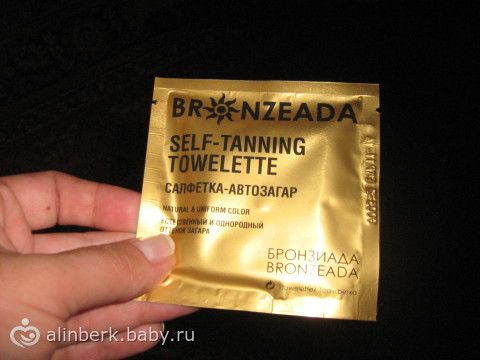 BRONZEADA
SELF-TANNING
TOWELETTE
САЛФЕТКА-АВТОЗАГАР
NATURAL & UNIFORM COLOR
ЕСТЕСТВЕННЫЙ И ОДНОРОДНЫЙ
ОТТЕНОК ЗАГАРА
БРОНЗИАДА
BRONZEADA
alinberk.baby.ru